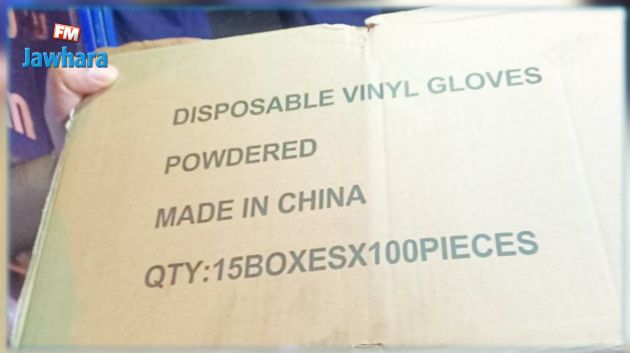 FM
Jawhara
DISPOSABLE VINYL GLOVES
POWDERED
MADE IN CHINA
QTY:15BOXESX100PIECES